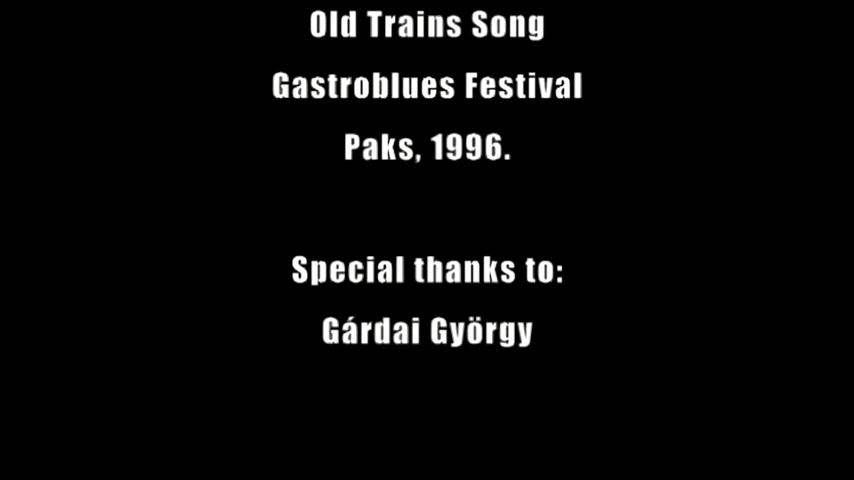 Old Trains Song
Gastroblues Festival
Paks, 1996.
Special thanks to:
Gárdai György